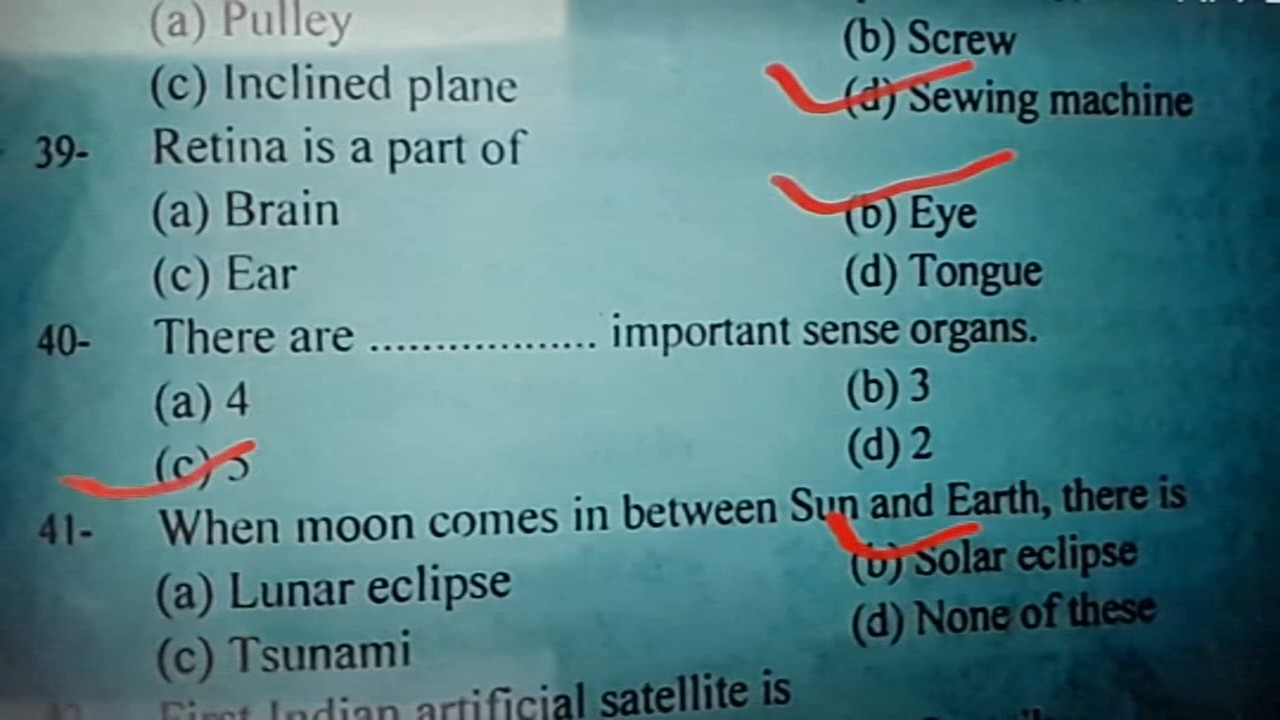 (a) Pulley (b) Screw
(c) Inclined plane (d) Sewing machine
39- Retina is a part of
(a) Brain (b) Eye
(c) Ear (d) Tongue
40- There are .................. important sense organs.
(a) 4 (b) 3
(c) 5 (d) 2
41- When moon comes in between Sun and Earth, there is
(a) Lunar eclipse (b) Solar eclipse
(c) Tsunami (d) None of these
First Indian artificial satellite is